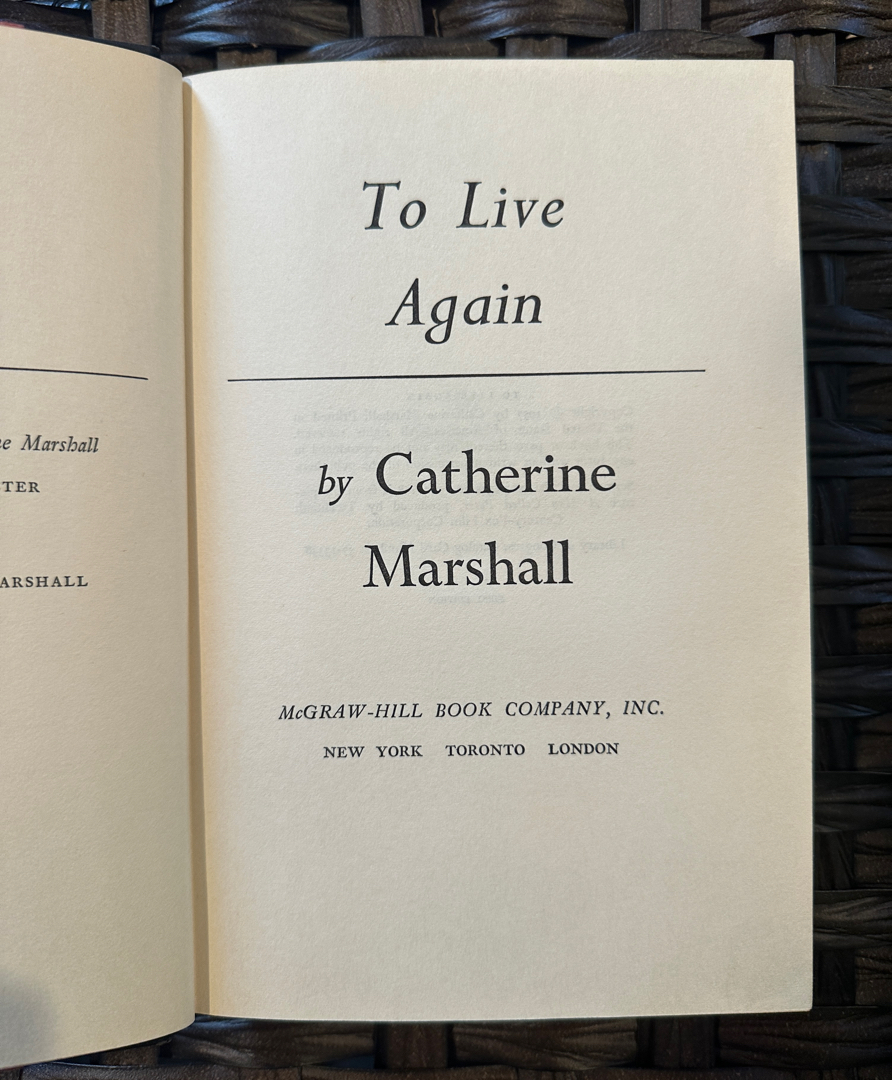 e Marshall
TER
ARSHALL
To Live
Again
by Catherine
Marshall
McGRAW-HILL BOOK COMPANY, INC.
NEW YORK TORONTO LONDON